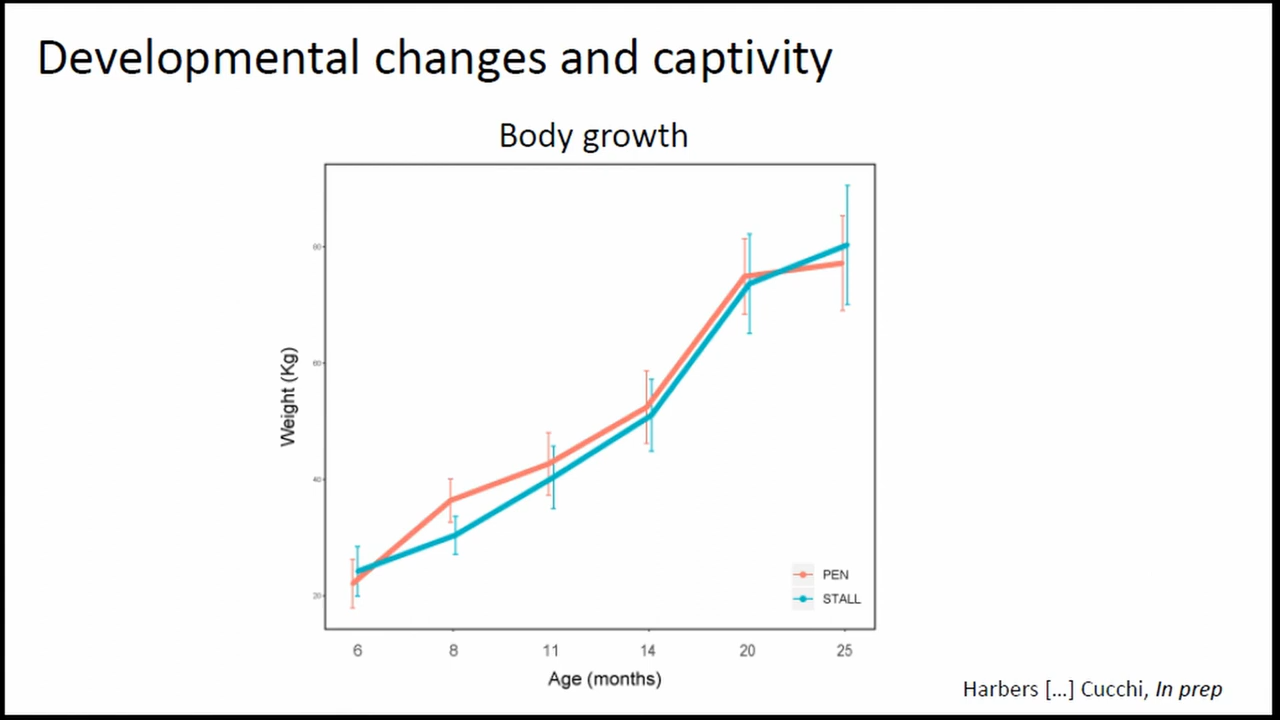 Developmental changes and captivity
Body growth
80
60
40
20
Weight (Kg)
PEN
STALL
6 8 11 14 20 25
Age (months)
Harbers [...] Cucchi, In prep